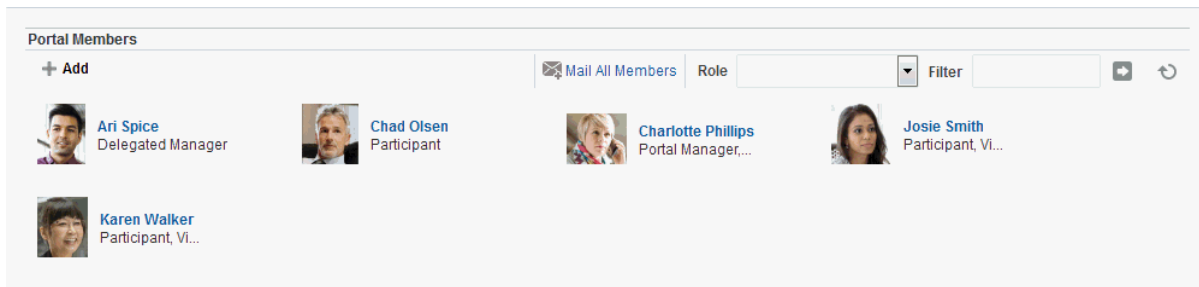 Portal Members
Add
Mail All Members
Role
Filter
Ari Spice
Delegated Manager
Chad Olsen
Participant
Charlotte Phillips
Portal Manager,...
Josie Smith
Participant, Vi...
Karen Walker
Participant, Vi...